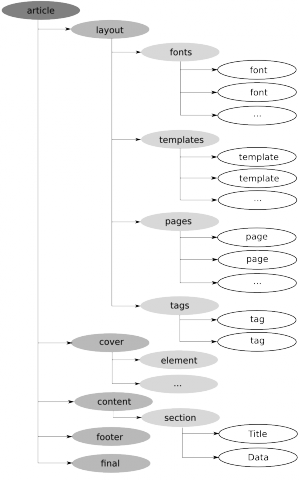 article
layout
fonts
font
font
...
templates
template
template
...
pages
page
page
...
tags
tag
tag
cover
element
...
content
section
Title
Data
footer
final